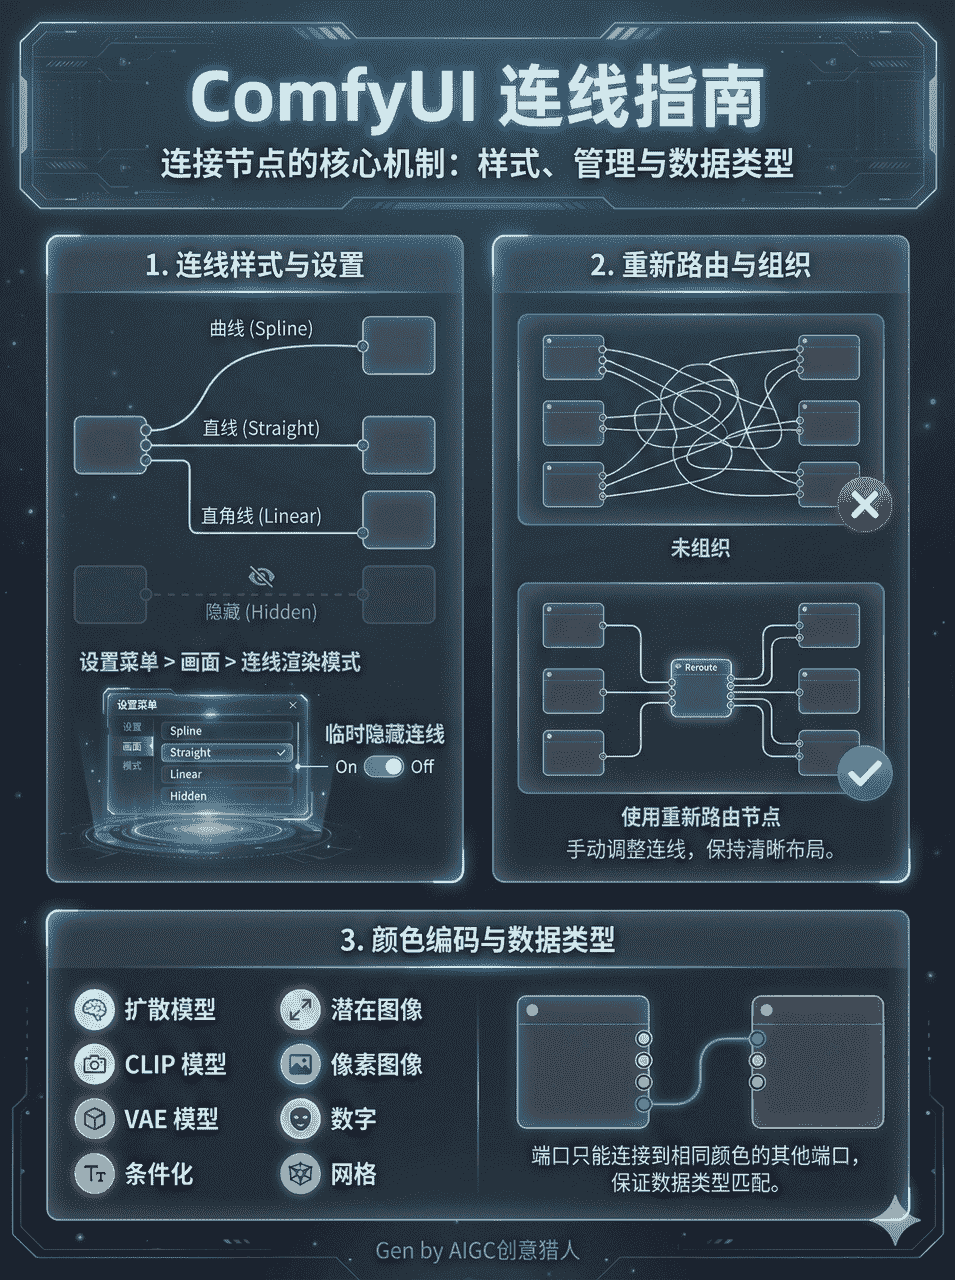 ComfyUI 连线指南
连接节点的核心机制：样式、管理与数据类型
1. 连线样式与设置
曲线 (Spline)
直线 (Straight)
直角线 (Linear)
隐藏 (Hidden)
设置菜单 > 画面 > 连线渲染模式
设置菜单
设置
画面
模式
Spline
Straight
Linear
Hidden
临时隐藏连线
On Off
2. 重新路由与组织
未组织
Reroute
使用重新路由节点
手动调整连线，保持清晰布局。
3. 颜色编码与数据类型
扩散模型
CLIP 模型
VAE 模型
Tт 条件化
潜在图像
像素图像
数字
网格
端口只能连接到相同颜色的其他端口，
保证数据类型匹配。
Gen by AIGC创意猎人